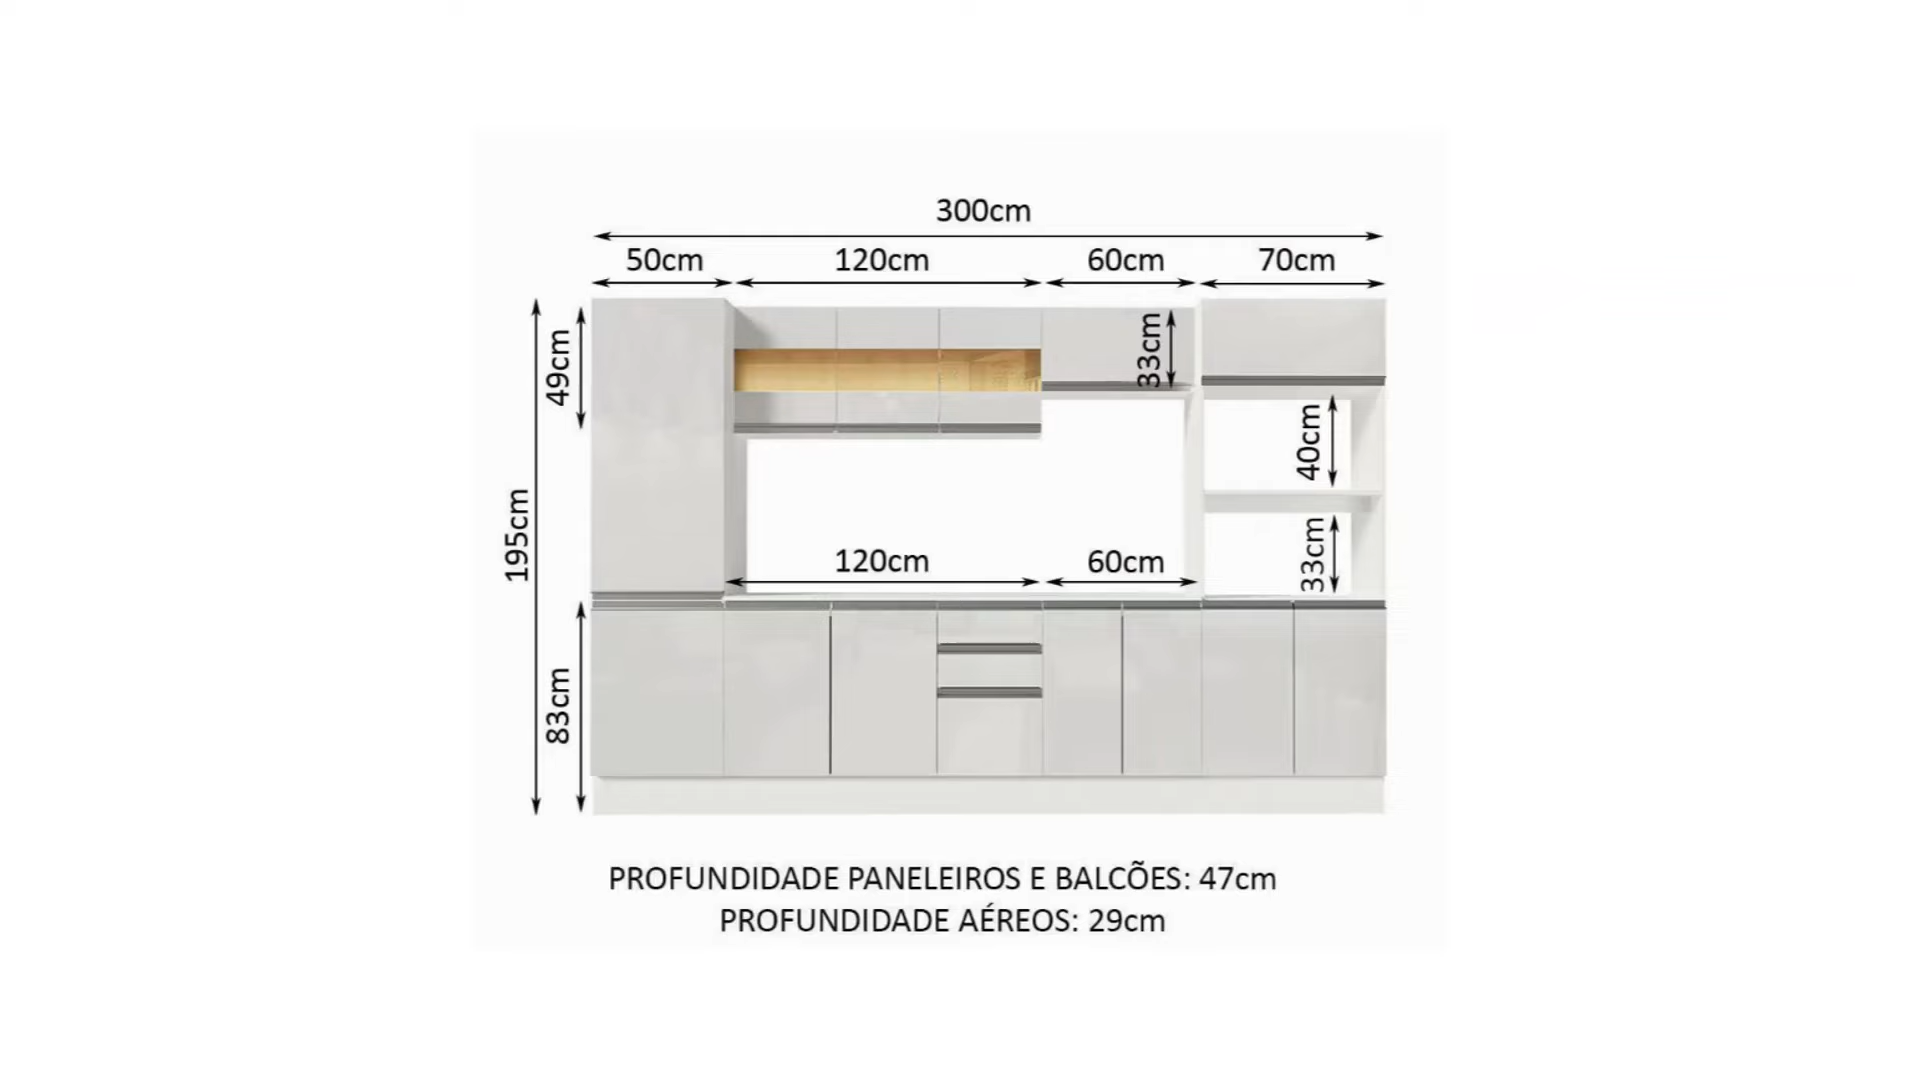 300cm
50cm
120cm
60cm
70cm
49cm
33cm
40cm
195cm
120cm
60cm
33cm
83cm
PROFUNDIDADE PANELEIROS E BALCÕES: 47cm
PROFUNDIDADE AÉREOS: 29cm